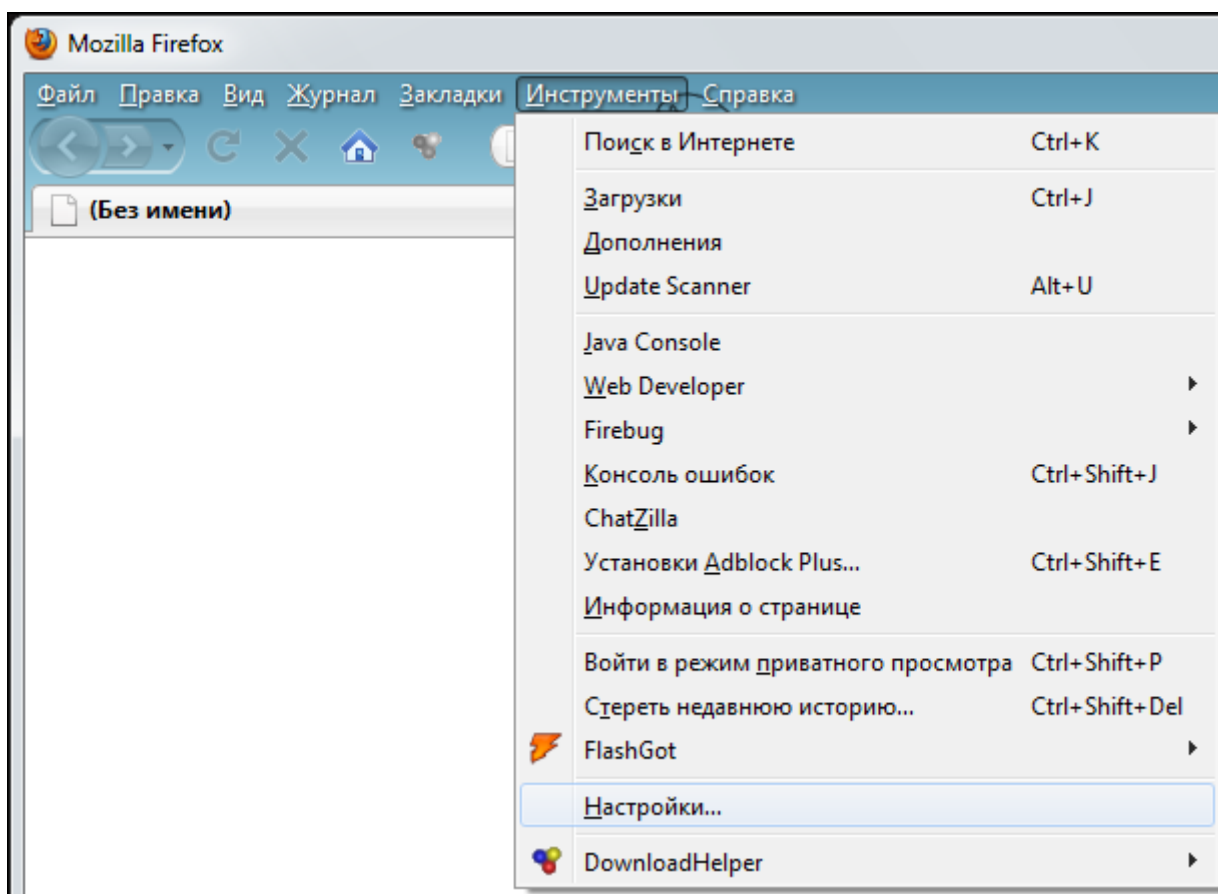 Mozilla Firefox
Файл Правка Вид Журнал Закладки Инструменты Справка
Поиск в Интернете Ctrl+K
(Без имени)
Загрузки Ctrl+J
Дополнения
Update Scanner Alt+U
Java Console
Web Developer
Firebug
Консоль ошибок Ctrl+Shift+J
ChatZilla
Установки Adblock Plus... Ctrl+Shift+E
Информация о странице
Войти в режим приватного просмотра Ctrl+Shift+P
Стереть недавнюю историю... Ctrl+Shift+Del
FlashGot
Настройки...
DownloadHelper